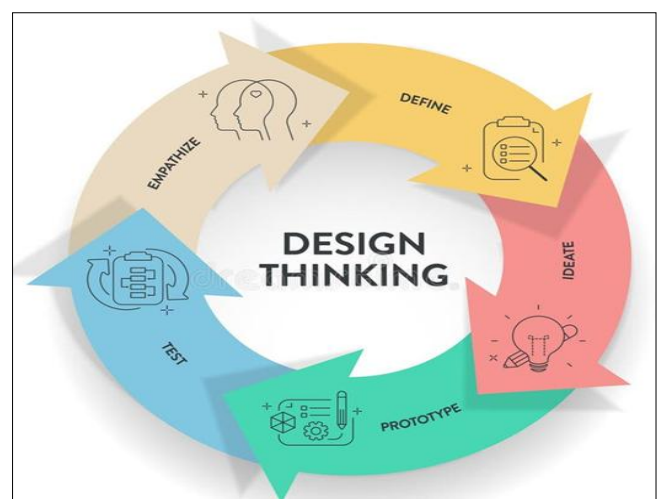 DESIGN
THINKING
EMPATHIZE
DEFINE
IDEATE
PROTOTYPE
TEST